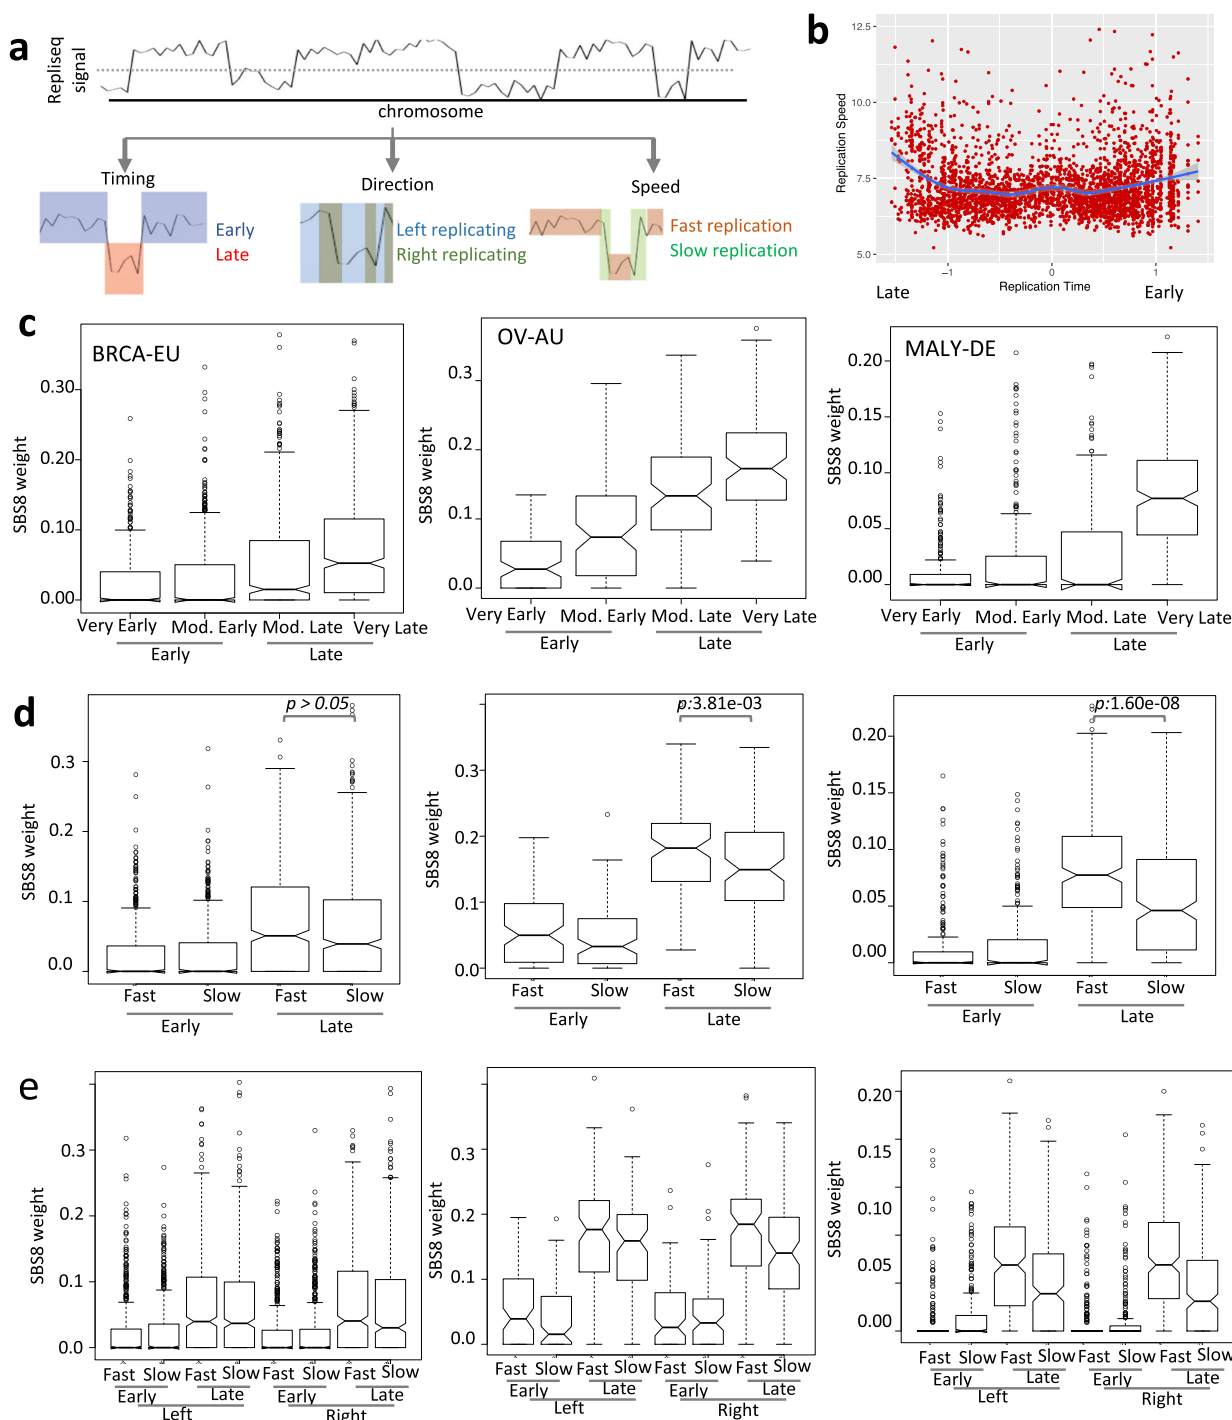 a
Repliseq
signal
chromosome
Timing
Direction
Speed
Early
Late
Left replicating
Right replicating
Fast replication
Slow replication
b
12.5
10.0
7.5
5.0
Replication Speed
−1
0
1
Late
Replication Time
Early
c
BRCA-EU
SBS8 weight
0.30
0.20
0.10
0.00
Very Early
Mod. Early
Mod. Late
Very Late
Early
Late
OV-AU
SBS8 weight
0.3
0.2
0.1
0.0
Very Early
Mod. Early
Mod. Late
Very Late
Early
Late
MALY-DE
SBS8 weight
0.20
0.15
0.10
0.05
0.00
Very Early
Mod. Early
Mod. Late
Very Late
Early
Late
d
p > 0.05
SBS8 weight
0.3
0.2
0.1
0.0
Fast
Slow
Fast
Slow
Early
Late
p:3.81e-03
SBS8 weight
0.3
0.2
0.1
0.0
Fast
Slow
Fast
Slow
Early
Late
p:1.60e-08
SBS8 weight
0.20
0.15
0.10
0.05
0.00
Fast
Slow
Fast
Slow
Early
Late
e
SBS8 weight
0.3
0.2
0.1
0.0
Fast Slow Fast Slow Fast Slow Fast Slow
Early Late Early Late
Left Right
SBS8 weight
0.3
0.2
0.1
0.0
Fast Slow Fast Slow Fast Slow Fast Slow
Early Late Early Late
Left Right
SBS8 weight
0.20
0.15
0.10
0.05
0.00
Fast Slow Fast Slow Fast Slow Fast Slow
Early Late Early Late
Left Right